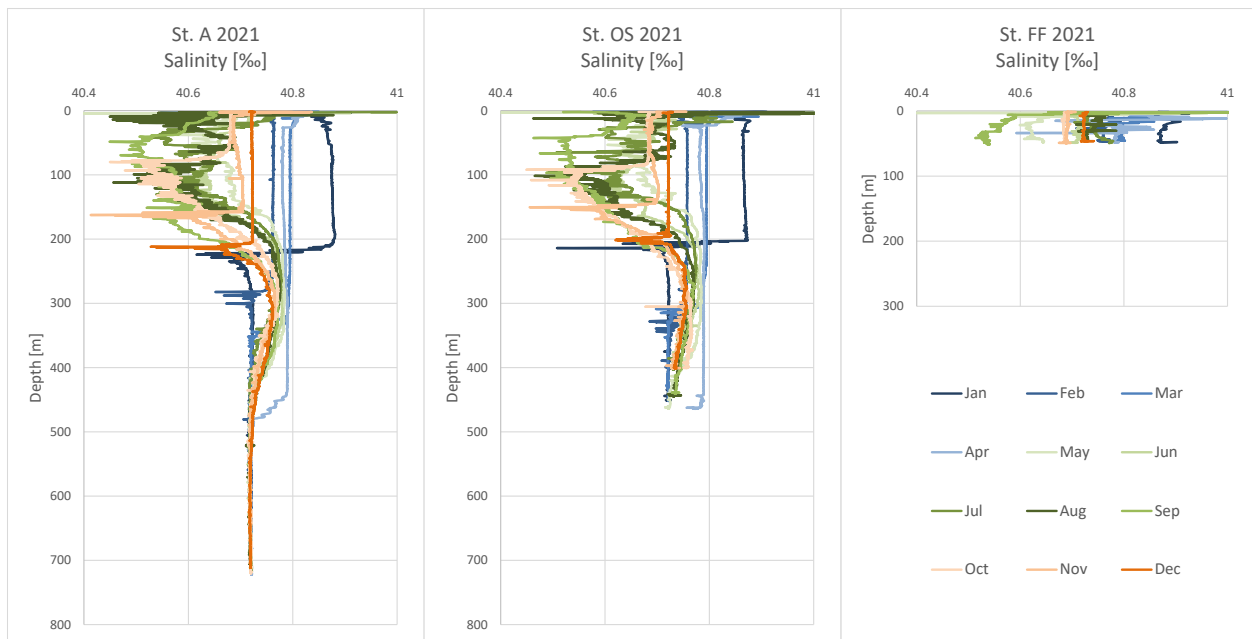 St. A 2021
Salinity [‰]
40.4 40.6 40.8 41
0
100
200
300
400
500
600
700
800
Depth [m]
St. OS 2021
Salinity [‰]
40.4 40.6 40.8 41
0
100
200
300
400
500
600
700
800
Depth [m]
St. FF 2021
Salinity [‰]
40.4 40.6 40.8 41
0
100
200
300
Depth [m]
Jan Feb Mar
Apr May Jun
Jul Aug Sep
Oct Nov Dec